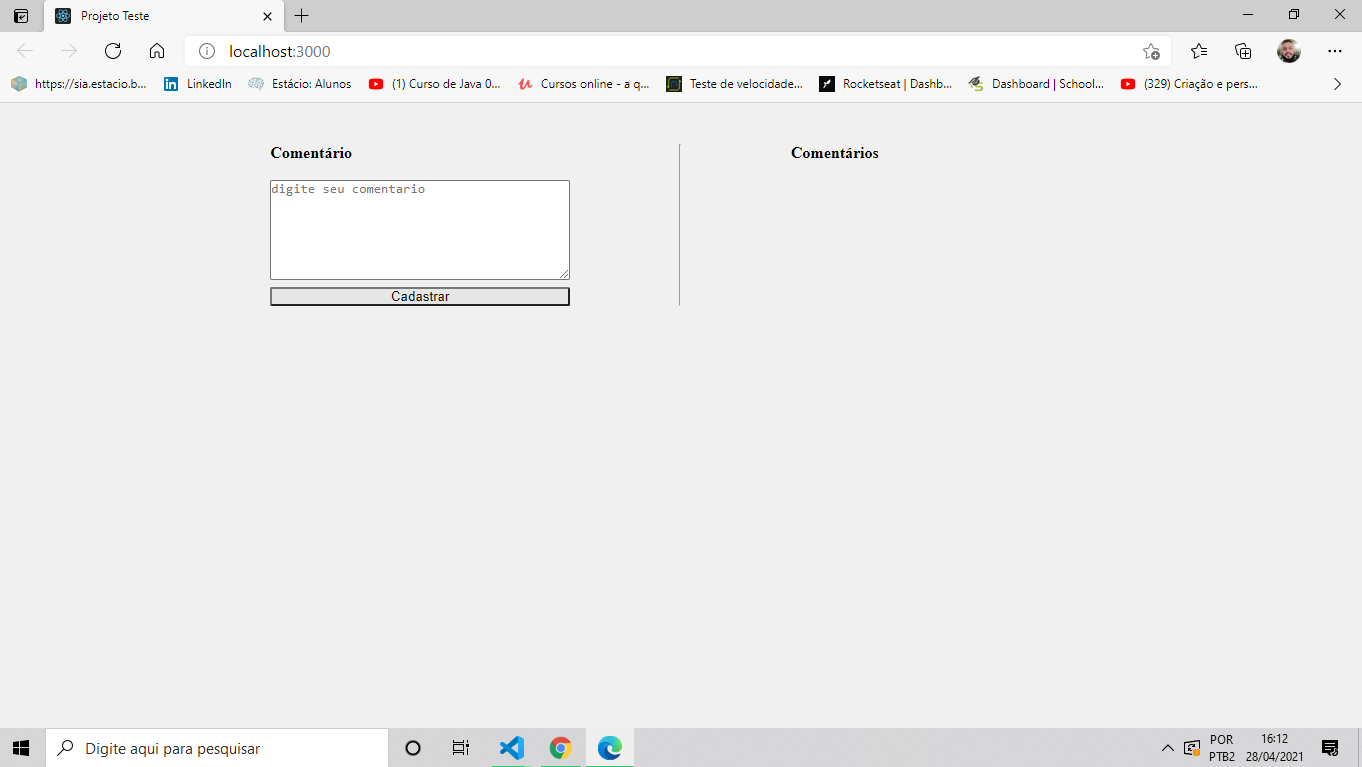 Projeto Teste
localhost:3000
https://sia.estacio.b... LinkedIn Estácio: Alunos (1) Curso de Java 0... Cursos online - a q... Teste de velocidade... Rocketseat | Dashb... Dashboard | School... (329) Criação e pers...
Comentário
digite seu comentario
Cadastrar
Comentários
Digite aqui para pesquisar
POR
PTB2
16:12
28/04/2021